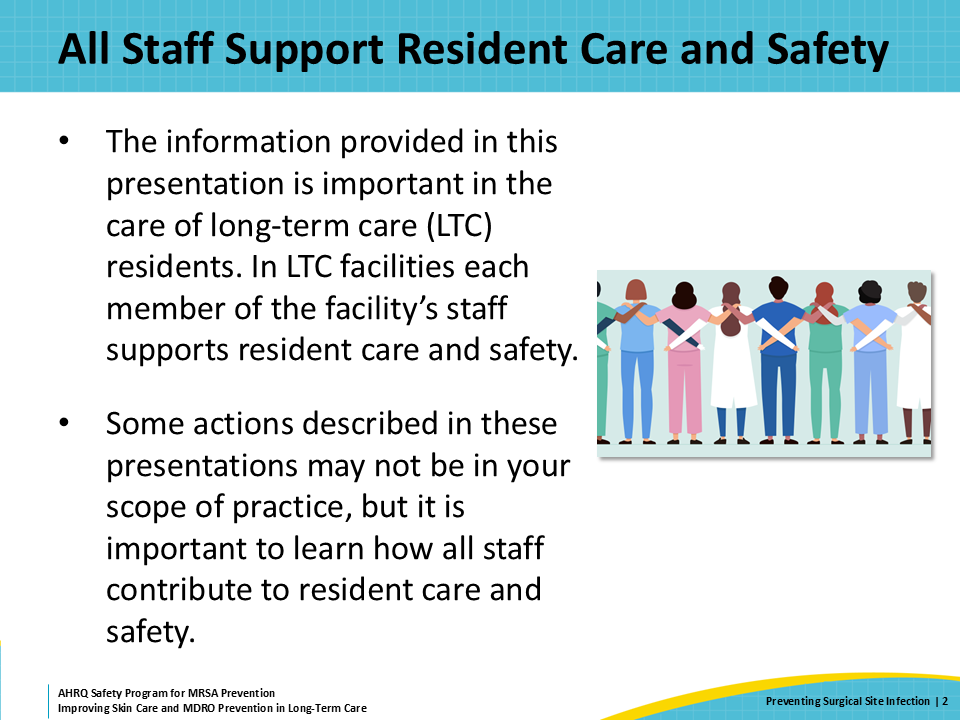 All Staff Support Resident Care and Safety
• The information provided in this
presentation is important in the
care of long-term care (LTC)
residents. In LTC facilities each
member of the facility’s staff
supports resident care and safety.
• Some actions described in these
presentations may not be in your
scope of practice, but it is
important to learn how all staff
contribute to resident care and
safety.
AHRQ Safety Program for MRSA Prevention
Improving Skin Care and MDRO Prevention in Long-Term Care
Preventing Surgical Site Infection | 2